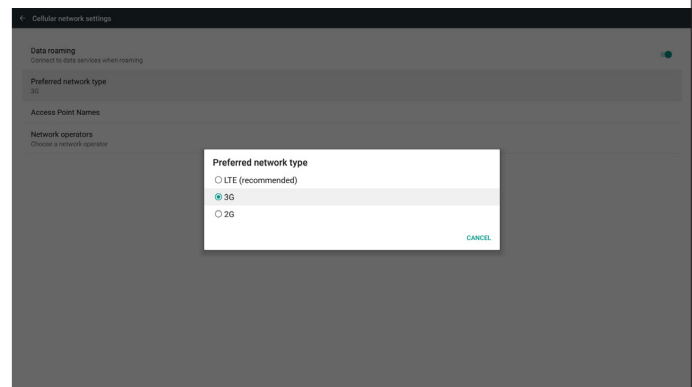 Cellular network settings
Data roaming
Connect to data services when roaming
Preferred network type
3G
Access Point Names
Network operators
Choose a network operator
Preferred network type
LTE (recommended)
3G
2G
CANCEL